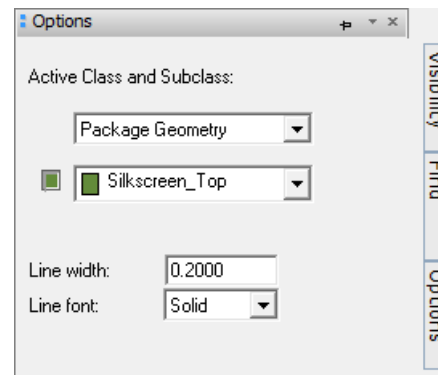 Options
Active Class and Subclass:
Package Geometry
Silkscreen_Top
Line width: 0.2000
Line font: Solid
Visibility
Find
Options